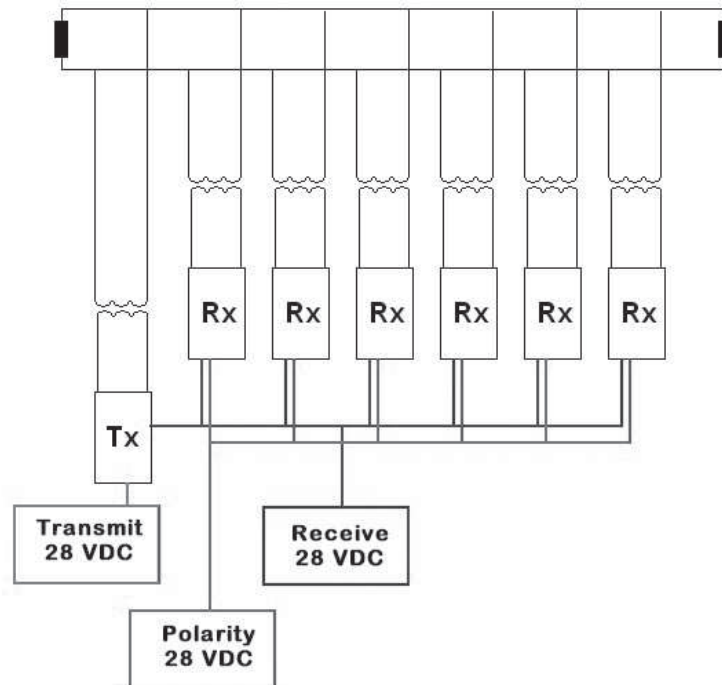 Rx Rx Rx Rx Rx Rx
Tx
Transmit
28 VDC
Receive
28 VDC
Polarity
28 VDC